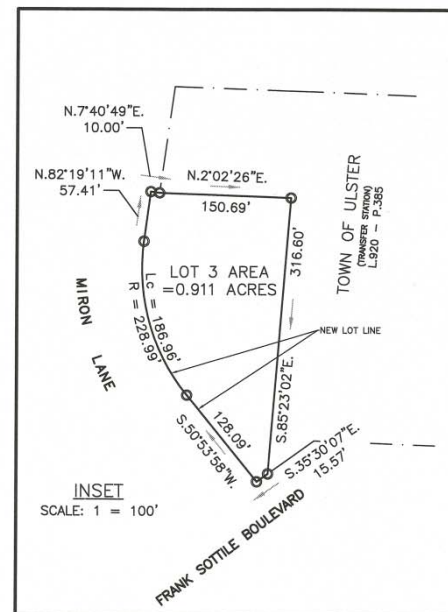 N.7°40'49"E.
10.00'
N.82°19'11"W.
57.41'
N.2°02'26"E.
150.69'
TOWN OF ULSTER
(TRANSFER STATION)
L.920 - P.385
316.60'
S.85°23'02"E.
LOT 3 AREA
=0.911 ACRES
Lc = 186.96'
R = 228.99'
MIRON LANE
NEW LOT LINE
128.09'
S.50°53'58"W.
S.35°30'07"E.
15.57'
INSET
SCALE: 1 = 100'
FRANK SOTTILE BOULEVARD